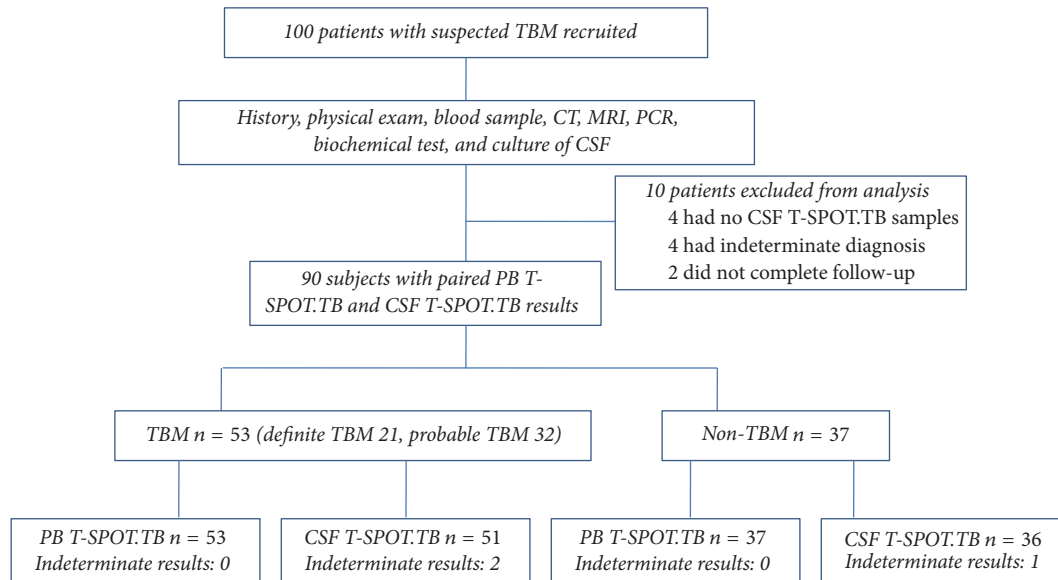 100 patients with suspected TBM recruited
History, physical exam, blood sample, CT, MRI, PCR,
biochemical test, and culture of CSF
10 patients excluded from analysis
4 had no CSF T-SPOT.TB samples
4 had indeterminate diagnosis
2 did not complete follow-up
90 subjects with paired PB T-
SPOT.TB and CSF T-SPOT.TB results
TBM n = 53 (definite TBM 21, probable TBM 32)
Non-TBM n = 37
PB T-SPOT.TB n = 53
Indeterminate results: 0
CSF T-SPOT.TB n = 51
Indeterminate results: 2
PB T-SPOT.TB n = 37
Indeterminate results: 0
CSF T-SPOT.TB n = 36
Indeterminate results: 1